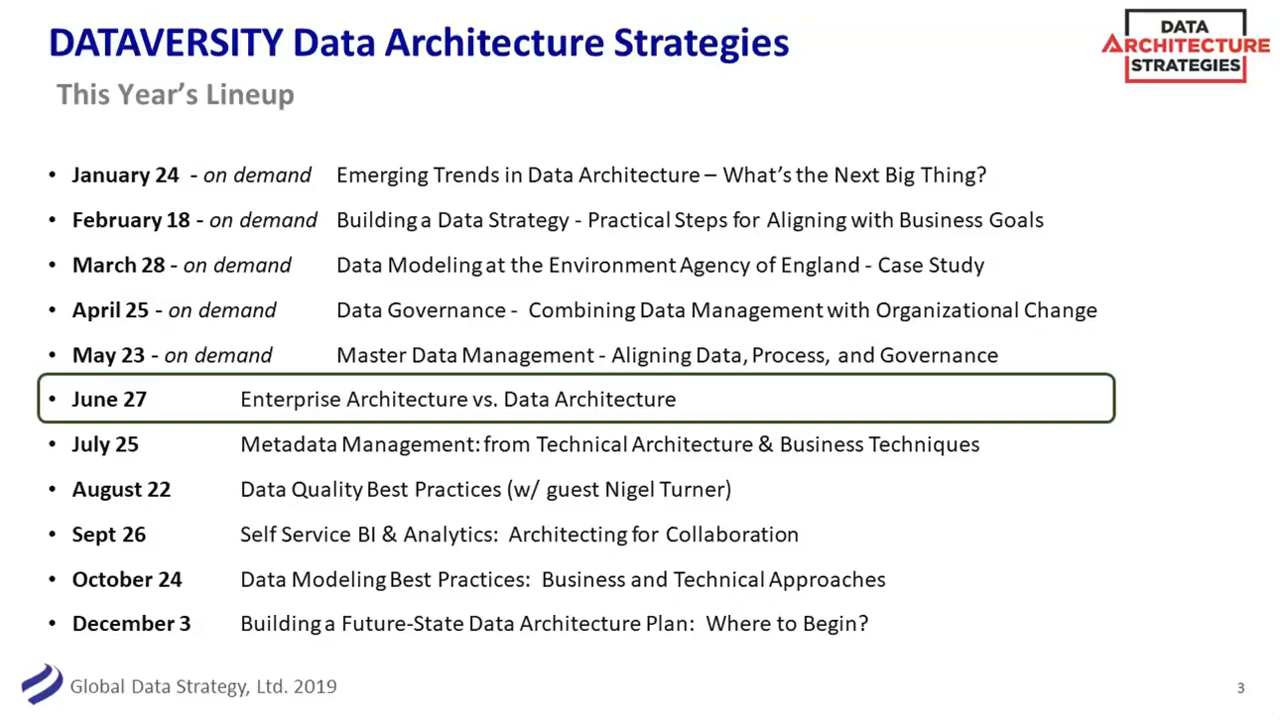 DATAVERSITY Data Architecture Strategies
DATA
ARCHITECTURE
STRATEGIES
This Year's Lineup
• January 24 - on demand Emerging Trends in Data Architecture – What's the Next Big Thing?
• February 18 - on demand Building a Data Strategy - Practical Steps for Aligning with Business Goals
• March 28 - on demand Data Modeling at the Environment Agency of England - Case Study
• April 25 - on demand Data Governance - Combining Data Management with Organizational Change
• May 23 - on demand Master Data Management - Aligning Data, Process, and Governance
• June 27 Enterprise Architecture vs. Data Architecture
• July 25 Metadata Management: from Technical Architecture & Business Techniques
• August 22 Data Quality Best Practices (w/ guest Nigel Turner)
• Sept 26 Self Service BI & Analytics: Architecting for Collaboration
• October 24 Data Modeling Best Practices: Business and Technical Approaches
• December 3 Building a Future-State Data Architecture Plan: Where to Begin?
Global Data Strategy, Ltd. 2019
3